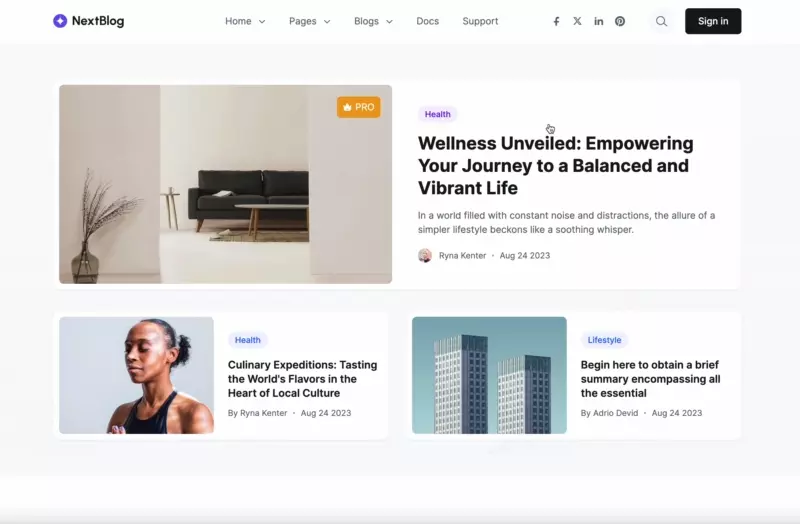 NextBlog
Home
Pages
Blogs
Docs
Support
Sign in
PRO
Health
Wellness Unveiled: Empowering
Your Journey to a Balanced and
Vibrant Life
In a world filled with constant noise and distractions, the allure of a
simpler lifestyle beckons like a soothing whisper.
Ryna Kenter • Aug 24 2023
Health
Culinary Expeditions: Tasting
the World's Flavors in the
Heart of Local Culture
By Ryna Kenter • Aug 24 2023
Lifestyle
Begin here to obtain a brief
summary encompassing all
the essential
By Adrio Devid • Aug 24 2023